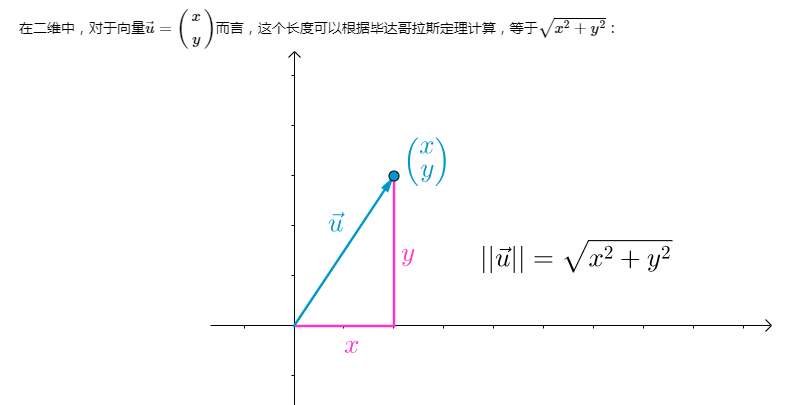 在二维中，对于向量$\vec{u} = \begin{pmatrix} x \\ y \end{pmatrix}$而言，这个长度可以根据毕达哥拉斯定理计算，等于$\sqrt{x^2 + y^2}$：
$\begin{pmatrix} x \\ y \end{pmatrix}$
$\vec{u}$
y
$||\vec{u}|| = \sqrt{x^2 + y^2}$
x